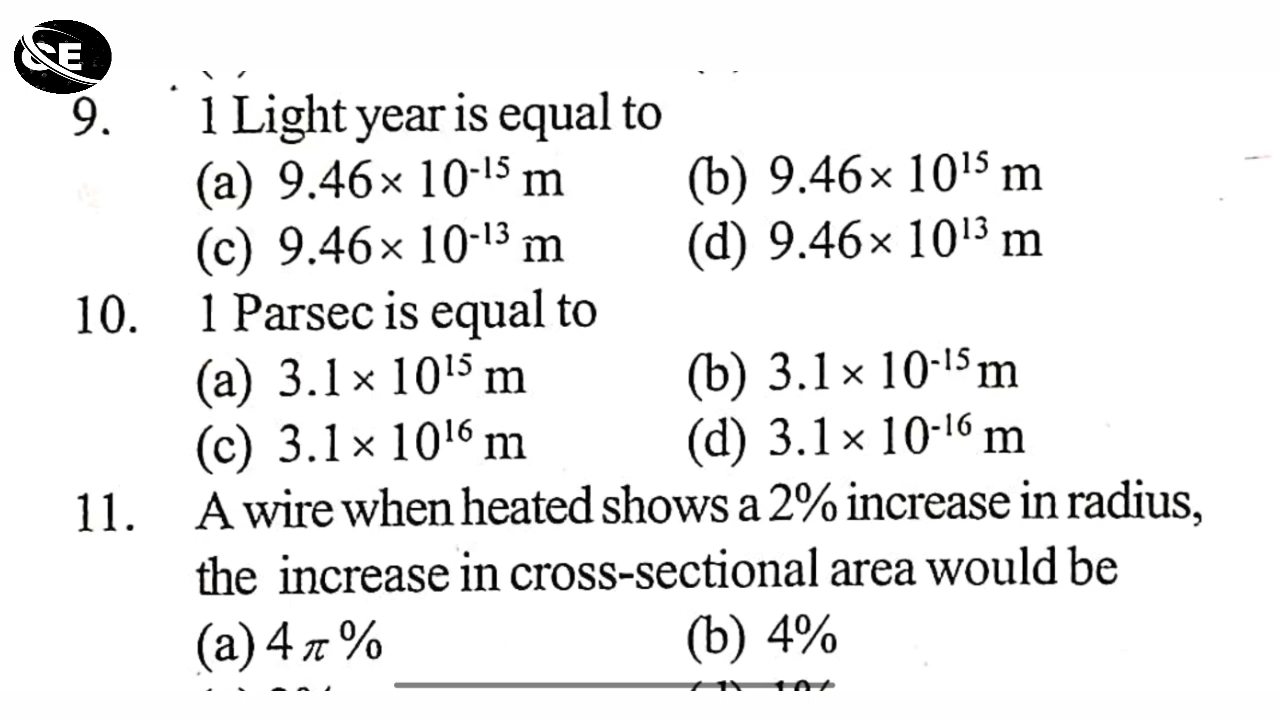 CE
9. 1 Light year is equal to
(a) 9.46× 10⁻¹⁵ m (b) 9.46× 10¹⁵ m
(c) 9.46× 10⁻¹³ m (d) 9.46× 10¹³ m
10. 1 Parsec is equal to
(a) 3.1× 10¹⁵ m (b) 3.1× 10⁻¹⁵ m
(c) 3.1× 10¹⁶ m (d) 3.1× 10⁻¹⁶ m
11. A wire when heated shows a 2% increase in radius,
the increase in cross-sectional area would be
(a) 4 π % (b) 4%